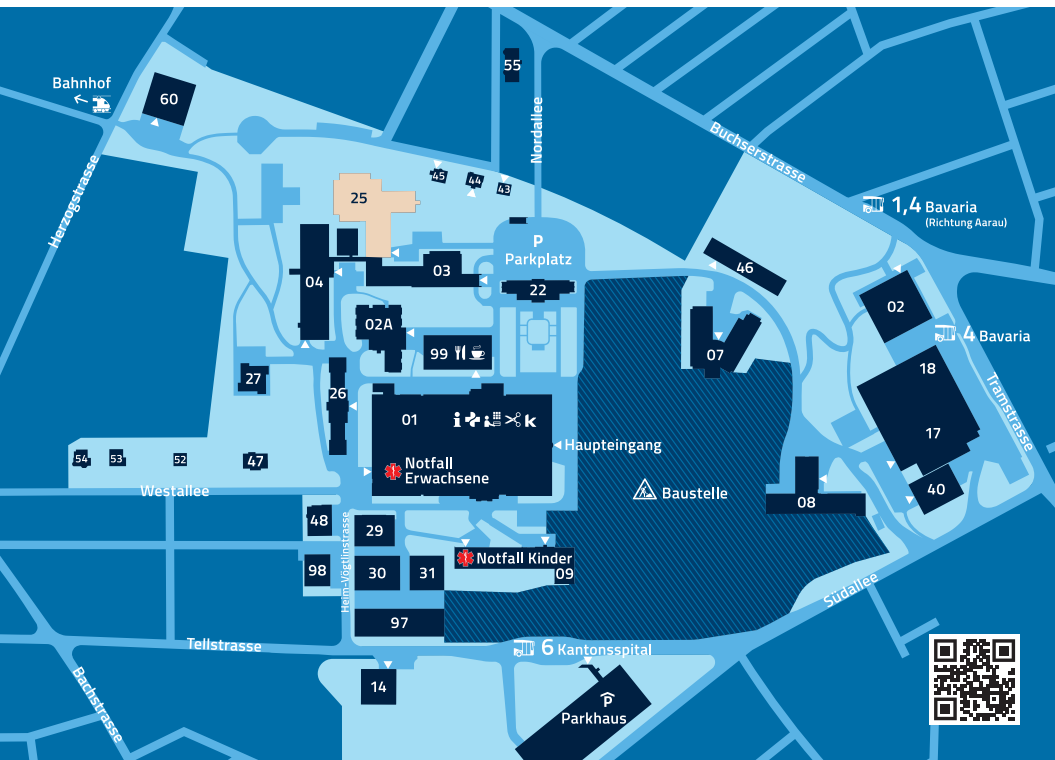 55
Bahnhof
60
Nordallee
Buchserstrasse
45
44
43
Herzogstrasse
25
1,4 Bavaria
(Richtung Aarau)
P
Parkplatz
46
03
04
22
02
02A
4 Bavaria
99
07
18
27
26
Tramstrasse
01
i
k
17
Haupteingang
54
53
52
47
Notfall
Erwachsene
Westallee
40
Baustelle
08
48
29
Heim-Vögtlinstrasse
Notfall Kinder
98
30
31
09
Südallee
97
Tellstrasse
6 Kantonsspital
14
Bachstrasse
P
Parkhaus